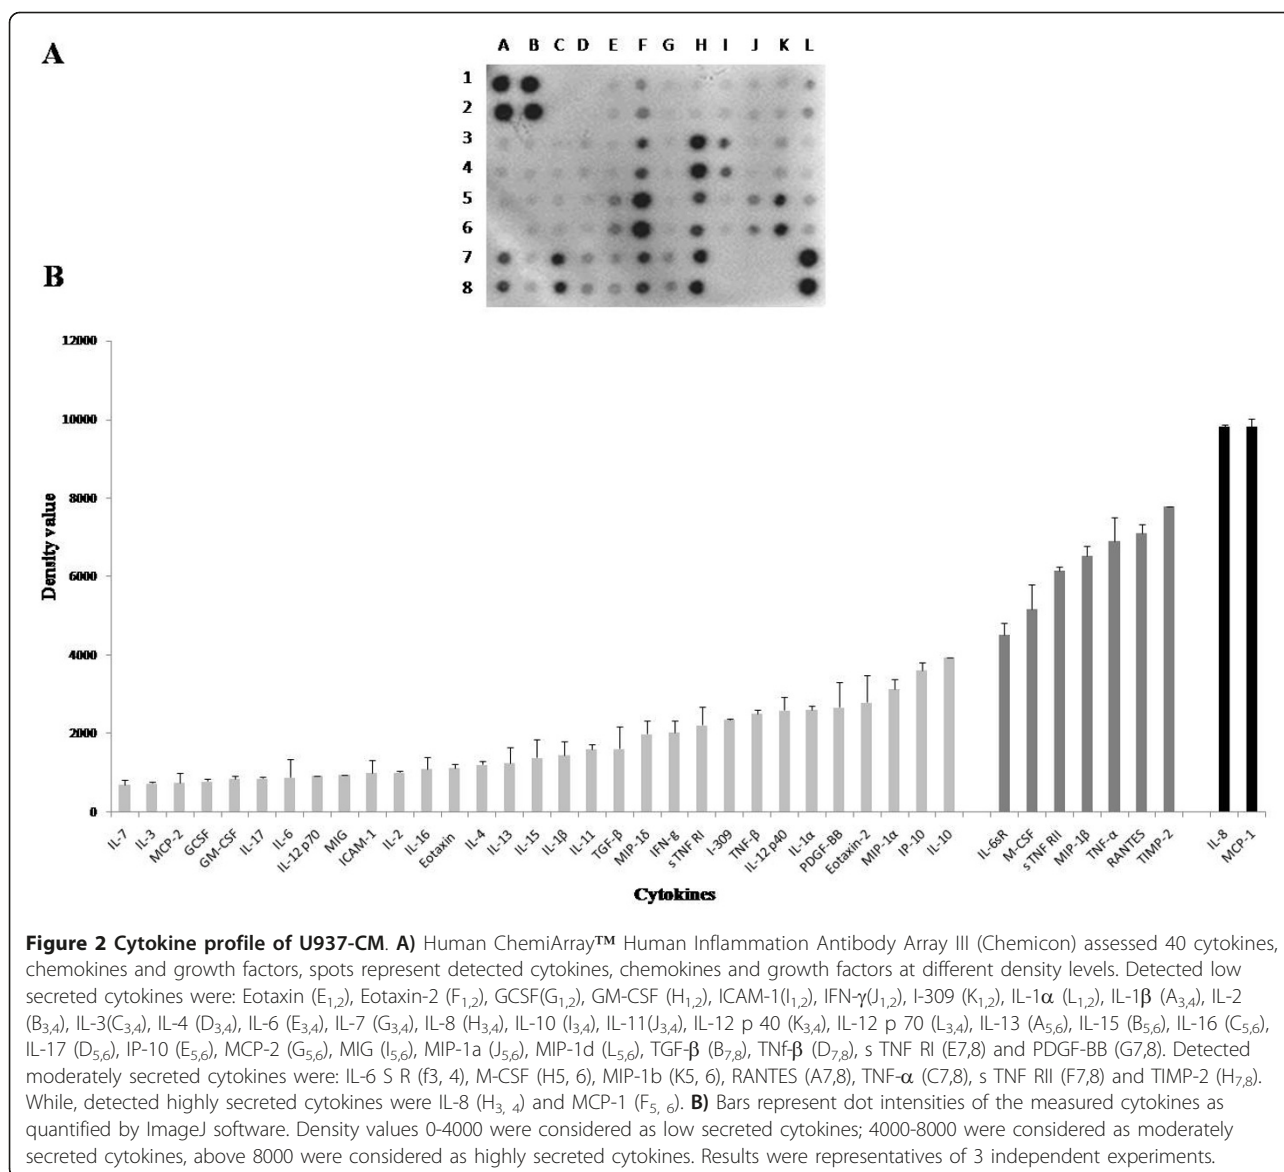 A
A B C D E F G H I J K L
1
2
3
4
5
6
7
8
B
12000
10000
8000
6000
4000
2000
0
Density value
IL-7 IL-3 MCP-2 GCSF GM-CSF IL-17 IL-6 IL-12 p70 MIG ICAM-1 IL-2 IL-16 Eotaxin IL-4 IL-13 IL-15 IL-1β IL-11 TGF-β MIP-1δ IFN-g s TNF RI I-309 TNF-β IL-12 p40 IL-1α PDGF-BB Eotaxin-2 MIP-1α IP-10 IL-10 IL-6sR M-CSF s TNF RII MIP-1β TNF-α RANTES TIMP-2 IL-8 MCP-1
Cytokines
Figure 2 Cytokine profile of U937-CM. A) Human ChemiArray™ Human Inflammation Antibody Array III (Chemicon) assessed 40 cytokines,
chemokines and growth factors, spots represent detected cytokines, chemokines and growth factors at different density levels. Detected low
secreted cytokines were: Eotaxin (E1,2), Eotaxin-2 (F1,2), GCSF(G1,2), GM-CSF (H1,2), ICAM-1(I1,2), IFN-γ(J1,2), I-309 (K1,2), IL-1α (L1,2), IL-1β (A3,4), IL-2
(B3,4), IL-3(C3,4), IL-4 (D3,4), IL-6 (E3,4), IL-7 (G3,4), IL-8 (H3,4), IL-10 (I3,4), IL-11(J3,4), IL-12 p 40 (K3,4), IL-12 p 70 (L3,4), IL-13 (A5,6), IL-15 (B5,6), IL-16 (C5,6),
IL-17 (D5,6), IP-10 (E5,6), MCP-2 (G5,6), MIG (I5,6), MIP-1a (J5,6), MIP-1d (L5,6), TGF-β (B7,8), TNf-β (D7,8), s TNF RI (E7,8) and PDGF-BB (G7,8). Detected
moderately secreted cytokines were: IL-6 S R (f3, 4), M-CSF (H5, 6), MIP-1b (K5, 6), RANTES (A7,8), TNF-α (C7,8), s TNF RII (F7,8) and TIMP-2 (H7,8).
While, detected highly secreted cytokines were IL-8 (H3, 4) and MCP-1 (F5, 6). B) Bars represent dot intensities of the measured cytokines as
quantified by ImageJ software. Density values 0-4000 were considered as low secreted cytokines; 4000-8000 were considered as moderately
secreted cytokines, above 8000 were considered as highly secreted cytokines. Results were representatives of 3 independent experiments.